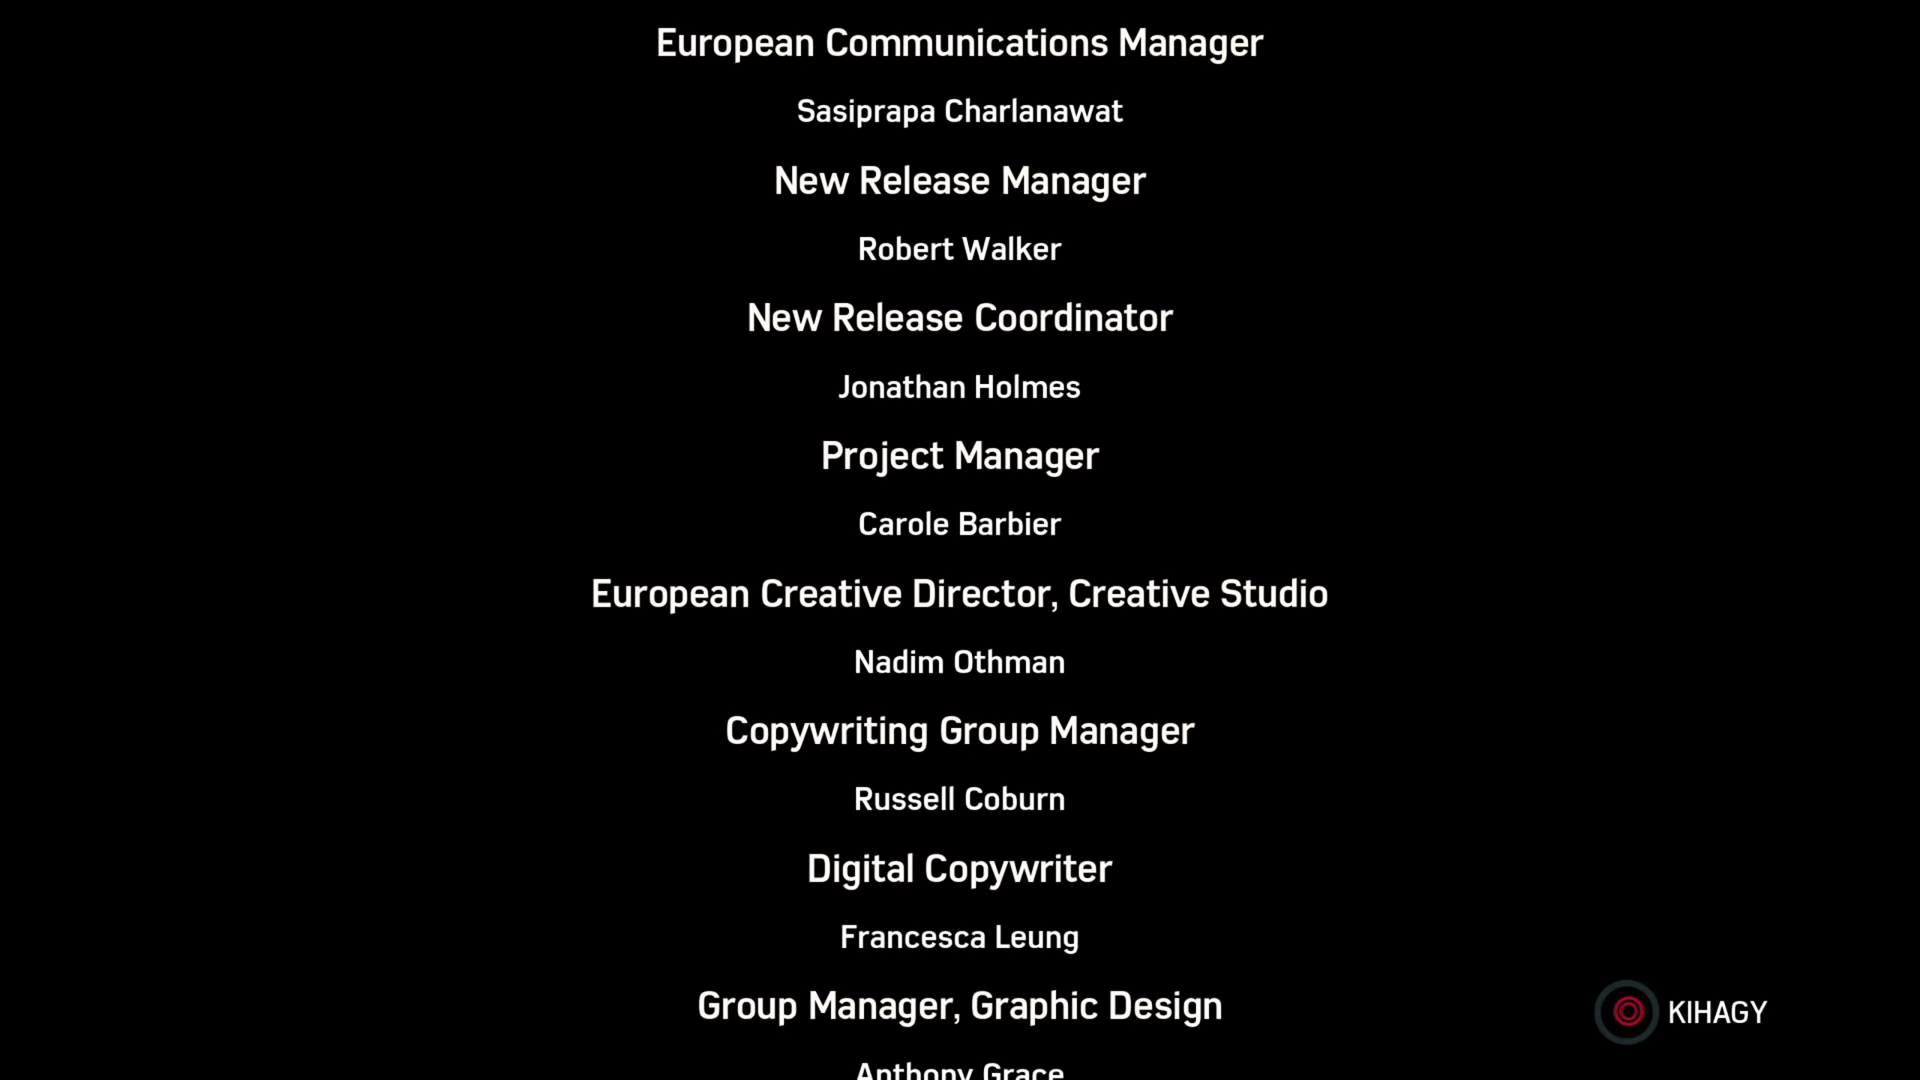 European Communications Manager
Sasiprapa Charlanawat
New Release Manager
Robert Walker
New Release Coordinator
Jonathan Holmes
Project Manager
Carole Barbier
European Creative Director, Creative Studio
Nadim Othman
Copywriting Group Manager
Russell Coburn
Digital Copywriter
Francesca Leung
Group Manager, Graphic Design
KIHAGY
Anthony Grace